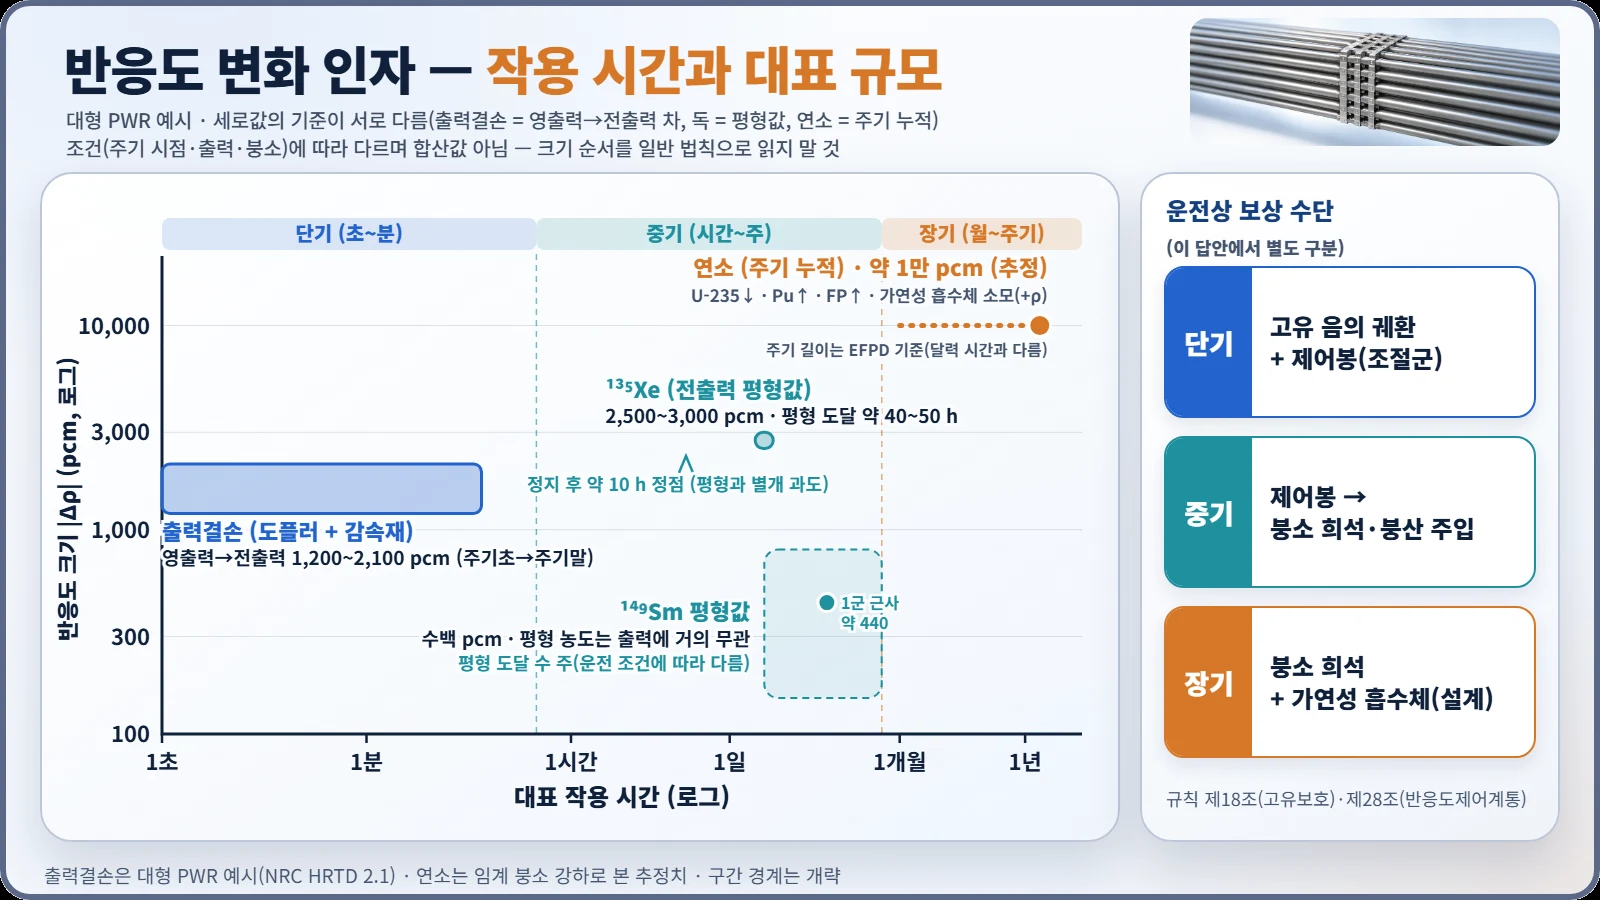 반응도 변화 인자 — 작용 시간과 대표 규모
대형 PWR 예시 · 세로값의 기준이 서로 다름(출력결손 = 영출력→전출력 차, 독 = 평형값, 연소 = 주기 누적)
조건(주기 시점·출력·붕소)에 따라 다르며 합산값 아님 — 크기 순서를 일반 법칙으로 읽지 말 것
단기 (초~분)
중기 (시간~주)
장기 (월~주기)
연소 (주기 누적) · 약 1만 pcm (추정)
U-235↓ · Pu↑ · FP↑ · 가연성 흡수체 소모(+ρ)
10,000
주기 길이는 EFPD 기준(달력 시간과 다름)
¹³⁵Xe (전출력 평형값)
2,500~3,000 pcm · 평형 도달 약 40~50 h
3,000
정지 후 약 10 h 정점 (평형과 별개 과도)
1,000
출력결손 (도플러 + 감속재)
영출력→전출력 1,200~2,100 pcm (주기초→주기말)
¹⁴⁹Sm 평형값
수백 pcm · 평형 농도는 출력에 거의 무관
평형 도달 수 주(운전 조건에 따라 다름)
1군 근사
약 440
300
100
반응도 크기 |Δρ| (pcm, 로그)
1초
1분
1시간
1일
1개월
1년
대표 작용 시간 (로그)
운전상 보상 수단
(이 답안에서 별도 구분)
단기
고유 음의 궤환
+ 제어봉(조절군)
중기
제어봉 →
붕소 희석·붕산 주입
장기
붕소 희석
+ 가연성 흡수체(설계)
규칙 제18조(고유보호)·제28조(반응도제어계통)
출력결손은 대형 PWR 예시(NRC HRTD 2.1) · 연소는 임계 붕소 강하로 본 추정치 · 구간 경계는 개략